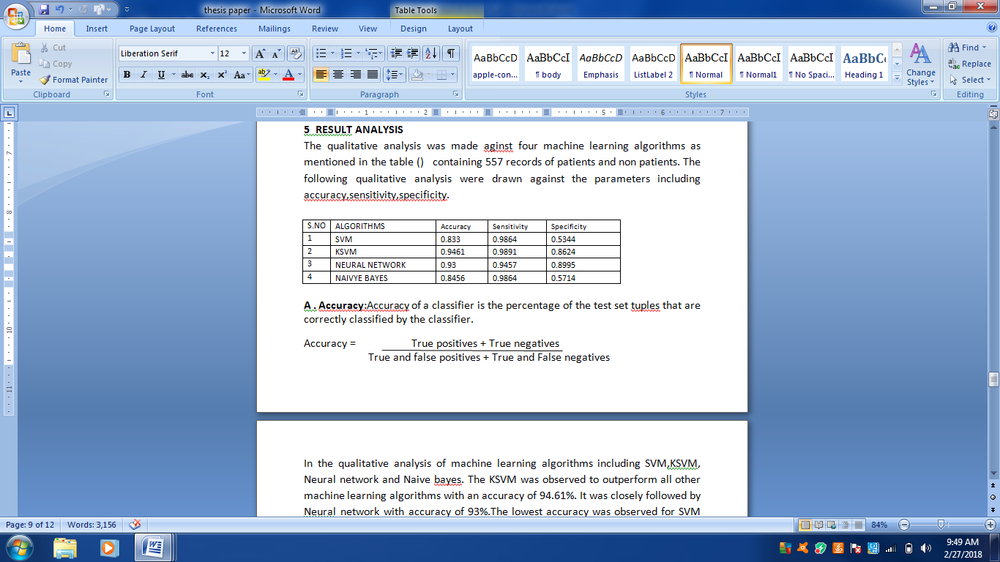 thesis paper - Microsoft Word
Table Tools
Home Insert Page Layout References Mailings Review View Design Layout
Paste
Cut
Copy
Format Painter
Clipboard
Liberation Serif 12
B I U abc x₂ x² Aa
Font
Paragraph
AaBbCcD AaBbCcI AaBbCcD AaBbCcD AaBbCcI AaBbCcI AaBbCcI AaBbC
apple-con... ¶ body Emphasis ListLabel 2 ¶ Normal ¶ Normal1 ¶ No Spaci... Heading 1
Change Styles
Styles
Find
Replace
Select
Editing
1 2 5 6 7
5 RESULT ANALYSIS
The qualitative analysis was made aginst four machine learning algorithms as
mentioned in the table () containing 557 records of patients and non patients. The
following qualitative analysis were drawn against the parameters including
accuracy,sensitivity,specificity.
S.NO ALGORITHMS Accuracy Sensitivity Specificity
1 SVM 0.833 0.9864 0.5344
2 KSVM 0.9461 0.9891 0.8624
3 NEURAL NETWORK 0.93 0.9457 0.8995
4 NAIVYE BAYES 0.8456 0.9864 0.5714
A . Accuracy:Accuracy of a classifier is the percentage of the test set tuples that are
correctly classified by the classifier.
Accuracy = True positives + True negatives
True and false positives + True and False negatives
In the qualitative analysis of machine learning algorithms including SVM,KSVM,
Neural network and Naive bayes. The KSVM was observed to outperform all other
machine learning algorithms with an accuracy of 94.61%. It was closely followed by
Neural network with accuracy of 93%.The lowest accuracy was observed for SVM
Page: 9 of 12 Words: 3,156 84%
9:49 AM
2/27/2018